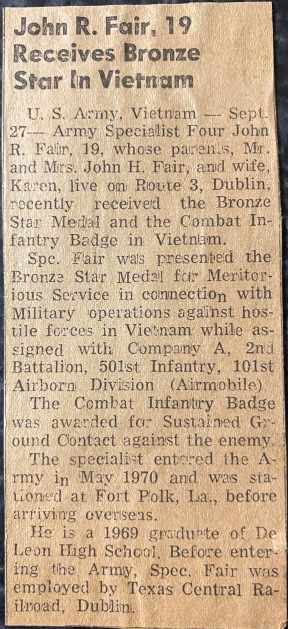 John R. Fair, 19
Receives Bronze
Star In Vietnam
U. S. Army, Vietnam — Sept.
27— Army Specialist Four John
R. Fair, 19, whose parents, Mr.
and Mrs. John H. Fair, and wife,
Karen, live on Route 3, Dublin,
recently received the Bronze
Star Medal and the Combat In-
fantry Badge in Vietnam.
Spc. Fair was presented the
Bronze Star Medal for Meritor-
ious Service in connection with
Military operations against hos-
tile forces in Vietnam while as-
signed with Company A, 2nd
Battalion, 501st Infantry, 101st
Airborn Division (Airmobile)
The Combat Infantry Badge
was awarded for Sustained Gr-
ound Contact against the enemy.
The specialist entered the A-
rmy in May 1970 and was sta-
tioned at Fort Polk, La., before
arriving overseas.
He is a 1969 graduate of De
Leon High School. Before enter-
ing the Army, Spec. Fair was
employed by Texas Central Ra-
ilroad, Dublin.